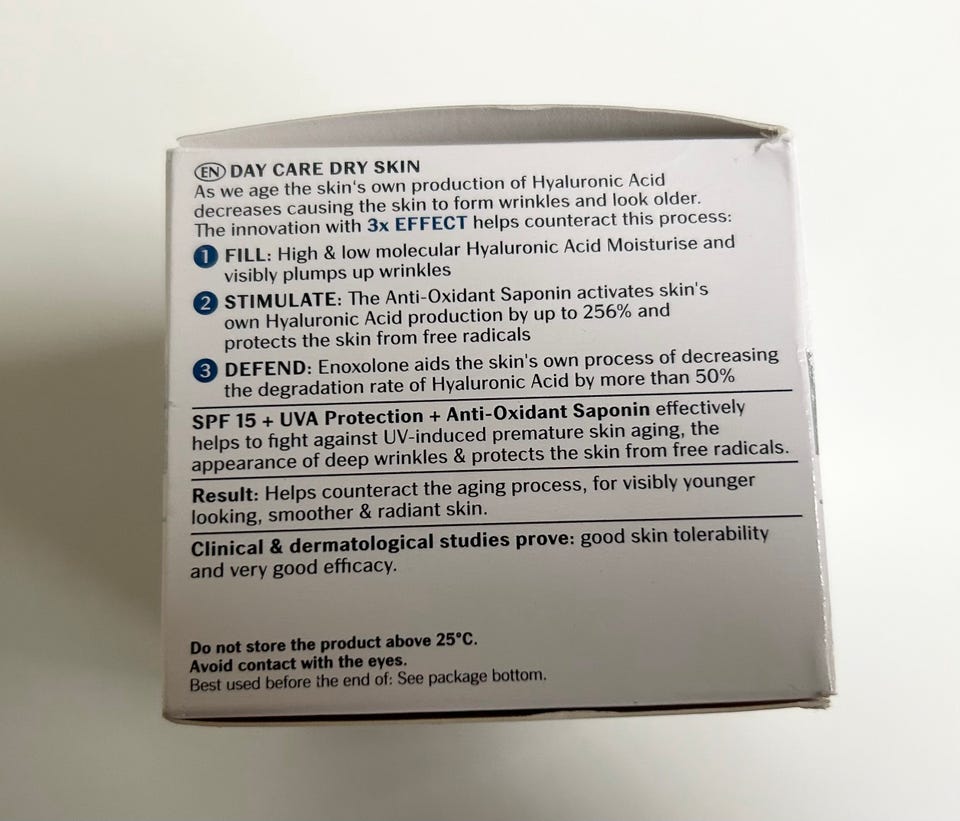 EN DAY CARE DRY SKIN
As we age the skin's own production of Hyaluronic Acid
decreases causing the skin to form wrinkles and look older.
The innovation with 3x EFFECT helps counteract this process:
1 FILL: High & low molecular Hyaluronic Acid Moisturise and
visibly plumps up wrinkles
2 STIMULATE: The Anti-Oxidant Saponin activates skin's
own Hyaluronic Acid production by up to 256% and
protects the skin from free radicals
3 DEFEND: Enoxolone aids the skin's own process of decreasing
the degradation rate of Hyaluronic Acid by more than 50%
SPF 15 + UVA Protection + Anti-Oxidant Saponin effectively
helps to fight against UV-induced premature skin aging, the
appearance of deep wrinkles & protects the skin from free radicals.
Result: Helps counteract the aging process, for visibly younger
looking, smoother & radiant skin.
Clinical & dermatological studies prove: good skin tolerability
and very good efficacy.
Do not store the product above 25°C.
Avoid contact with the eyes.
Best used before the end of: See package bottom.